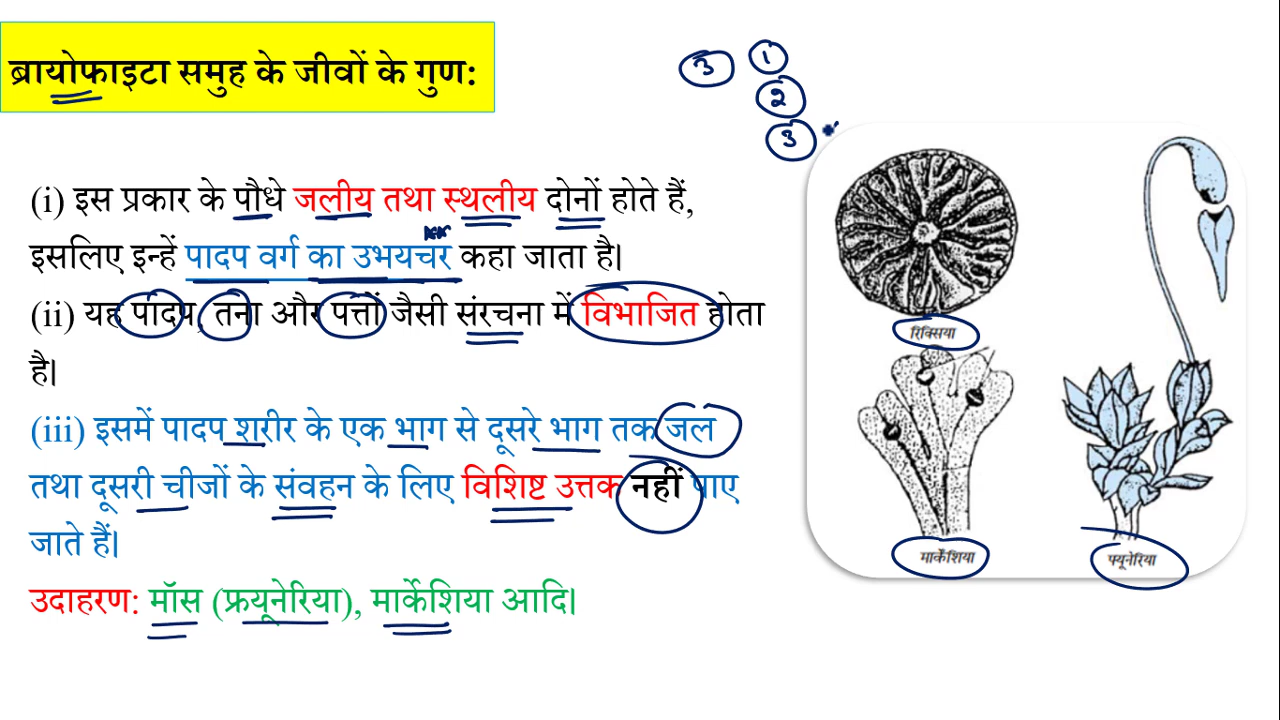 ब्रायोफाइटा समुह के जीवों के गुण:
3 1
2
3
(i) इस प्रकार के पौधे जलीय तथा स्थलीय दोनों होते हैं,
इसलिए इन्हें पादप वर्ग का उभयचर कहा जाता है।
(ii) यह पादप, तना और पत्तों जैसी संरचना में विभाजित होता
है।
(iii) इसमें पादप शरीर के एक भाग से दूसरे भाग तक जल
तथा दूसरी चीजों के संवहन के लिए विशिष्ट उत्तक नहीं पाए
जाते हैं।
उदाहरण: मॉस (फ्रयूनेरिया), मार्केशिया आदि।
रिक्सिया
मार्केशिया
फ्यूनेरिया